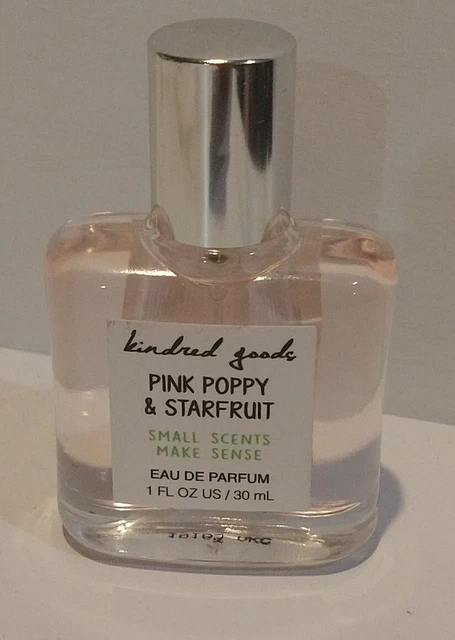 kindred goods
PINK POPPY
& STARFRUIT
SMALL SCENTS
MAKE SENSE
EAU DE PARFUM
1 FL OZ US / 30 mL